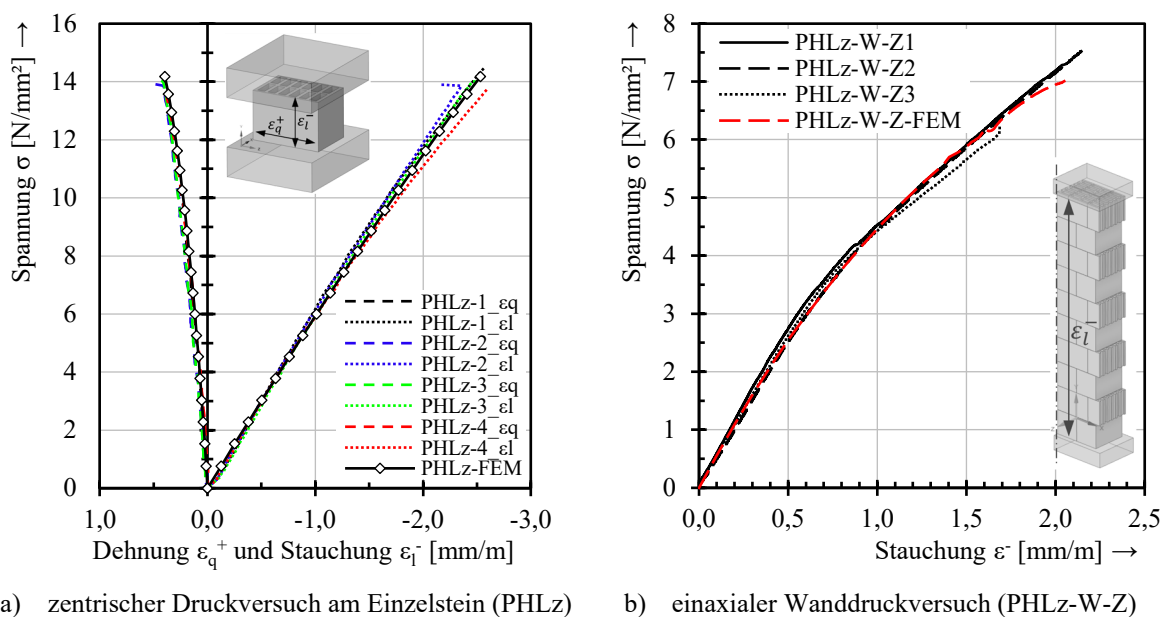 Spannung σ [N/mm²] →
16
14
12
10
8
6
4
2
0
1,0 0,0 -1,0 -2,0 -3,0
Dehnung εq+ und Stauchung εl- [mm/m]
εq+ εl-
PHLz-1_εq
PHLz-1_εl
PHLz-2_εq
PHLz-2_εl
PHLz-3_εq
PHLz-3_εl
PHLz-4_εq
PHLz-4_εl
PHLz-FEM
a) zentrischer Druckversuch am Einzelstein (PHLz)
Spannung σ [N/mm²] →
8
7
6
5
4
3
2
1
0
0,0 0,5 1,0 1,5 2,0 2,5
Stauchung ε- [mm/m] →
PHLz-W-Z1
PHLz-W-Z2
PHLz-W-Z3
PHLz-W-Z-FEM
εl-
b) einaxialer Wanddruckversuch (PHLz-W-Z)